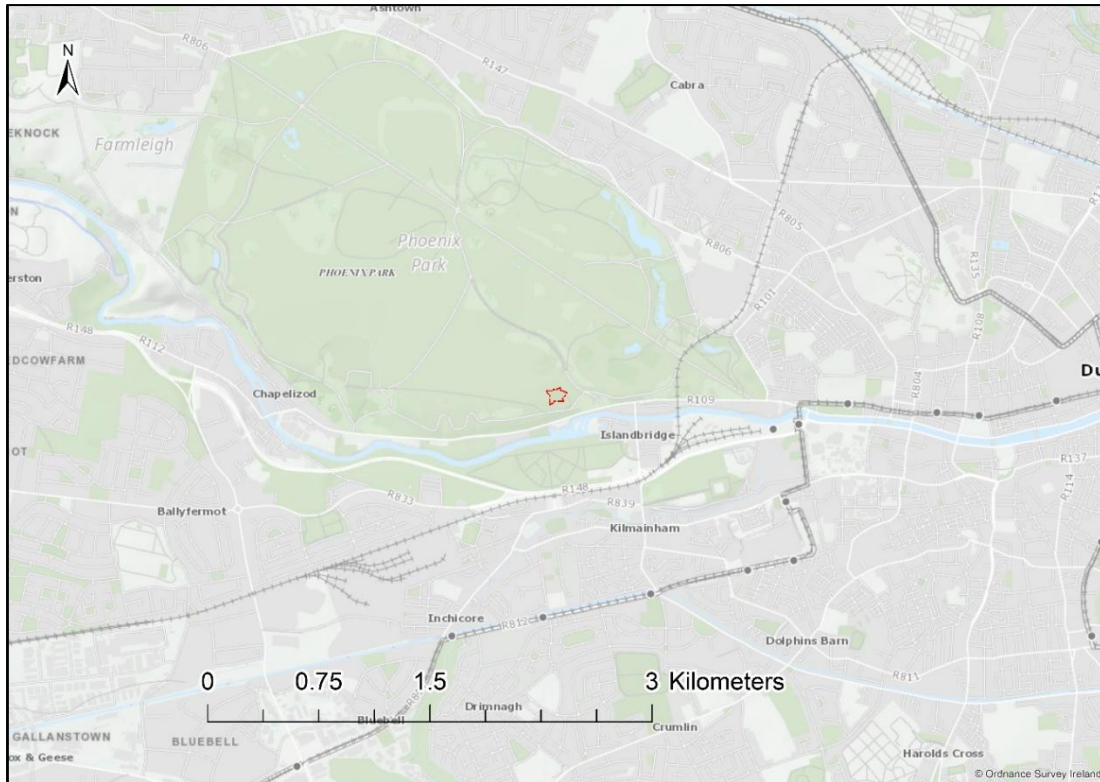 Ashtown
R806
N
R147
Cabra
EKNOCK
Farmleigh
R805
R806
Phoenix
Park
PHOENIX PARK
R135
R101
R108
erston
R148
R112
EDCOWFARM
Chapelizod
R804
Du
R109
Islandbridge
OT
R137
R148
R114
R833
R839
Ballyfermot
Kilmainham
Inchicore
R812
Dolphins Barn
R811
0 0.75 1.5 3 Kilometers
Drimnagh
Bluebell
Crumlin
GALLANSTOWN
BLUEBELL
ox & Geese
Harolds Cross
© Ordnance Survey Ireland